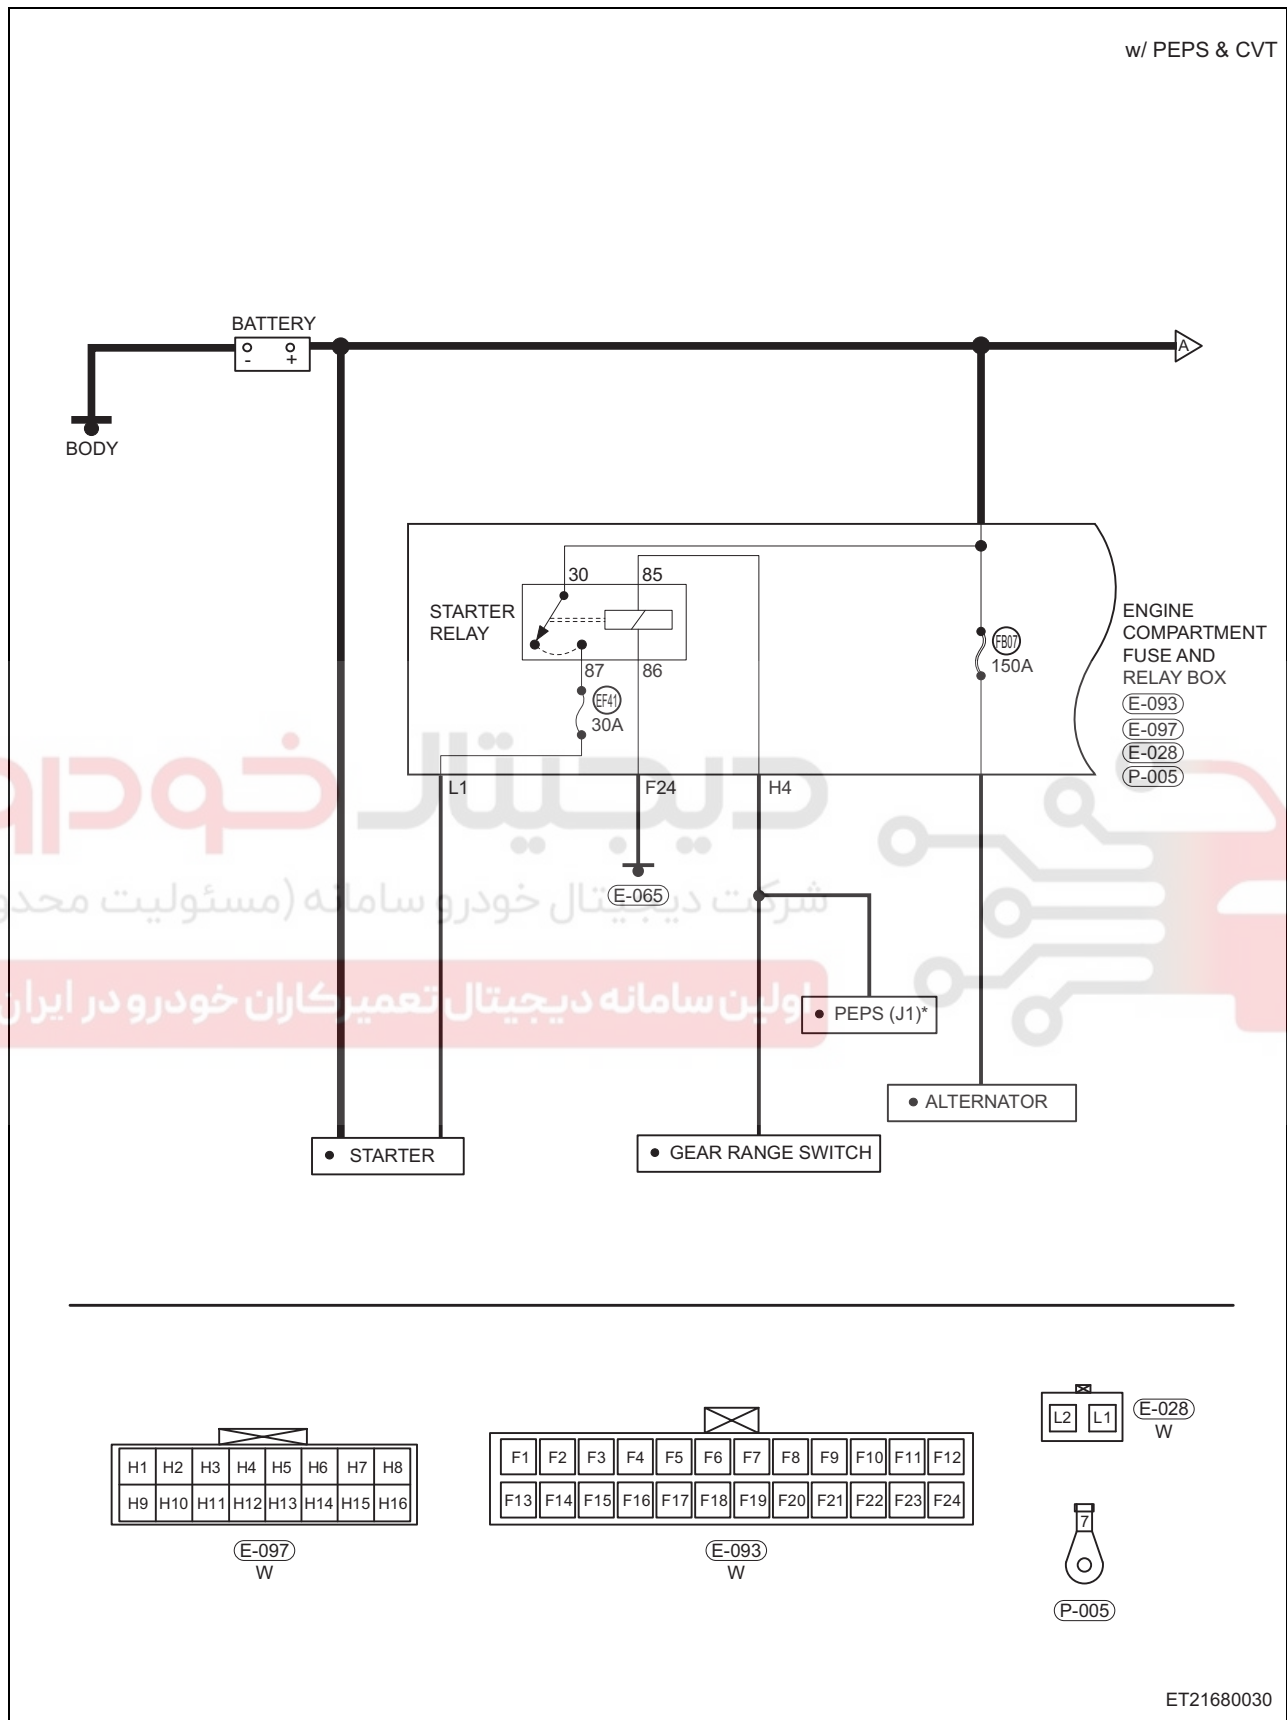 w/ PEPS & CVT
BATTERY
- +
A
BODY
30 85
STARTER
RELAY
87 86
EF41
30A
FB07
150A
ENGINE
COMPARTMENT
FUSE AND
RELAY BOX
E-093
E-097
E-028
P-005
L1 F24 H4
دیجیتال خودرو
E-065
شرکت دیجیتال خودرو سامانه (مسئولیت محدو
اولین سامانه دیجیتال تعمیرکاران خودرو در ایران
PEPS (J1)*
ALTERNATOR
STARTER
GEAR RANGE SWITCH
H1 H2 H3 H4 H5 H6 H7 H8
H9 H10 H11 H12 H13 H14 H15 H16
E-097
W
F1 F2 F3 F4 F5 F6 F7 F8 F9 F10 F11 F12
F13 F14 F15 F16 F17 F18 F19 F20 F21 F22 F23 F24
E-093
W
L2 L1
E-028
W
7
P-005
ET21680030